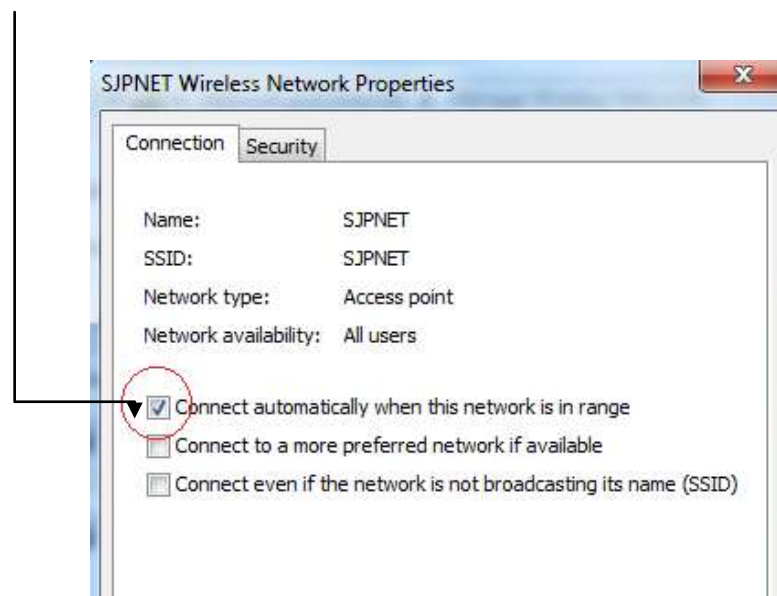 SJPNET Wireless Network Properties
Connection Security
Name: SJPNET
SSID: SJPNET
Network type: Access point
Network availability: All users
Connect automatically when this network is in range
Connect to a more preferred network if available
Connect even if the network is not broadcasting its name (SSID)